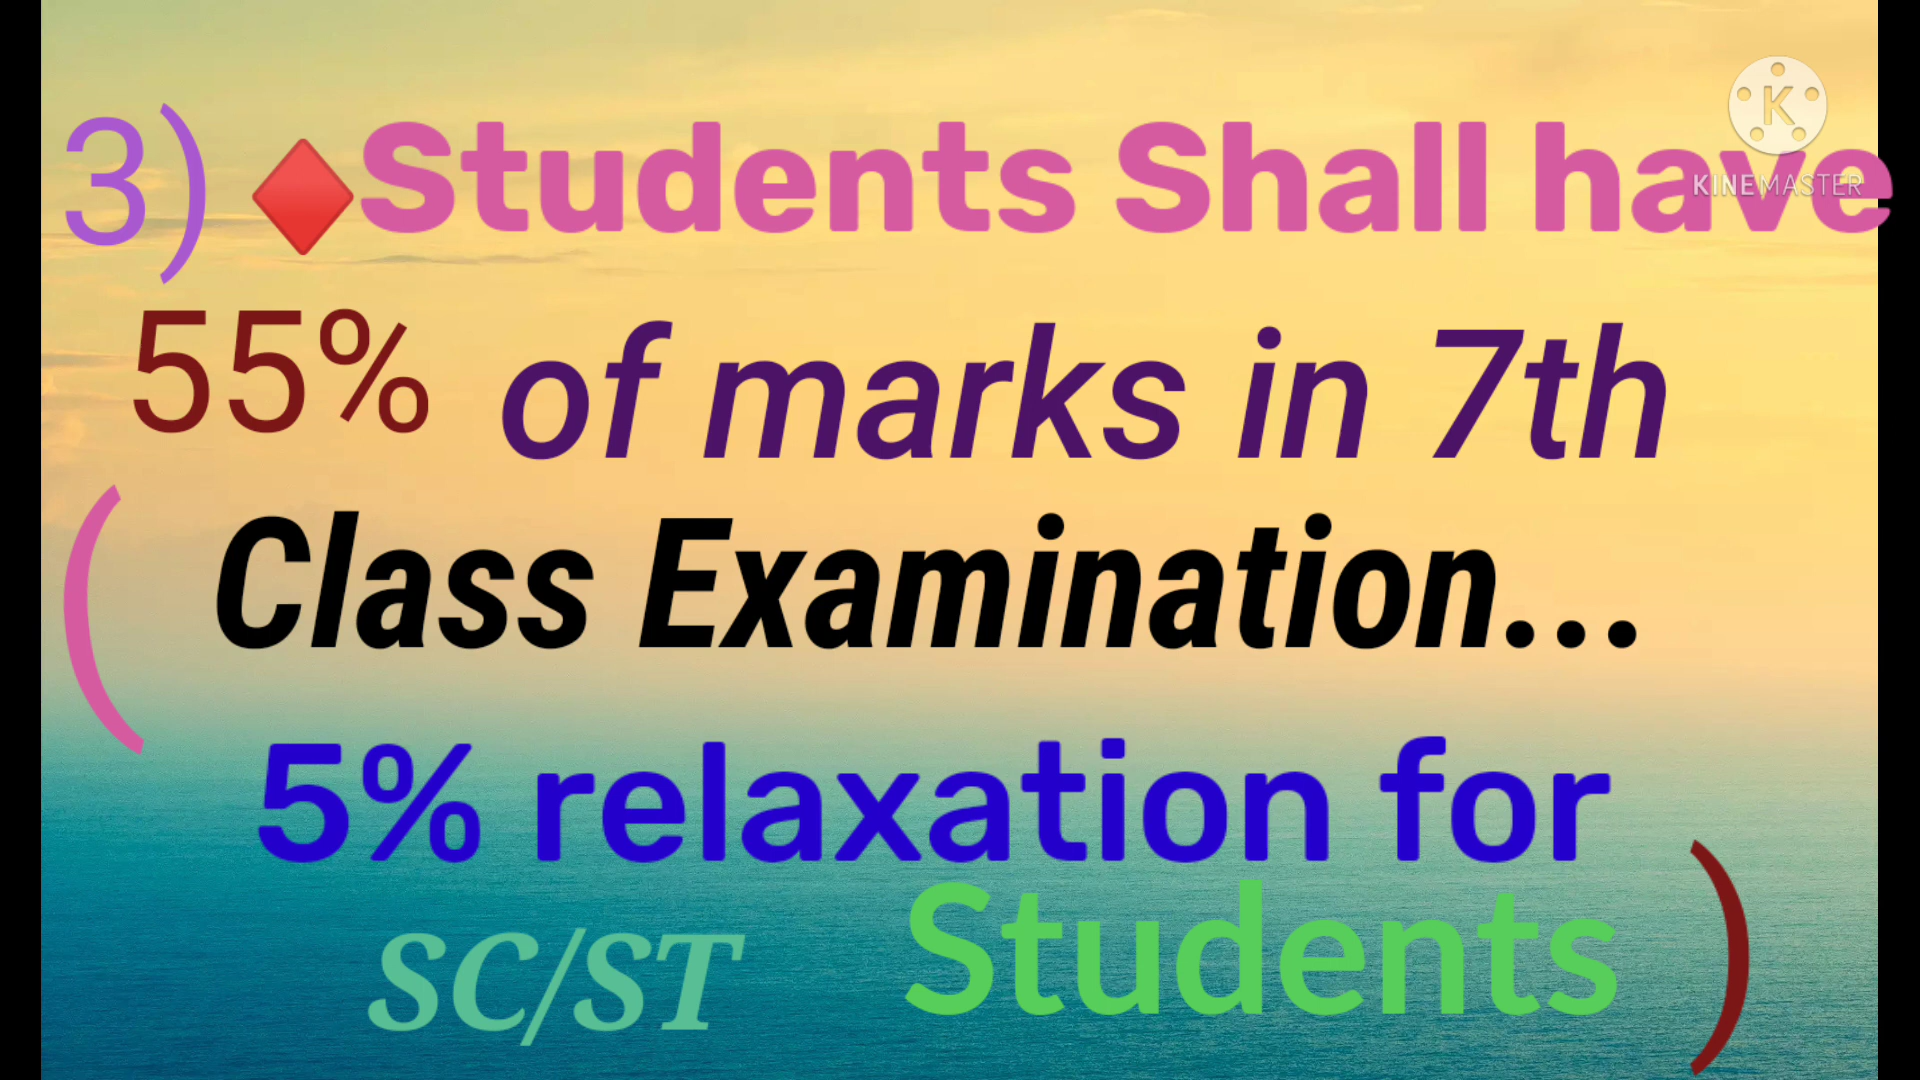 3) ♦Students Shall have
55% of marks in 7th
( Class Examination...
5% relaxation for
SC/ST Students )
K
KINEMASTER